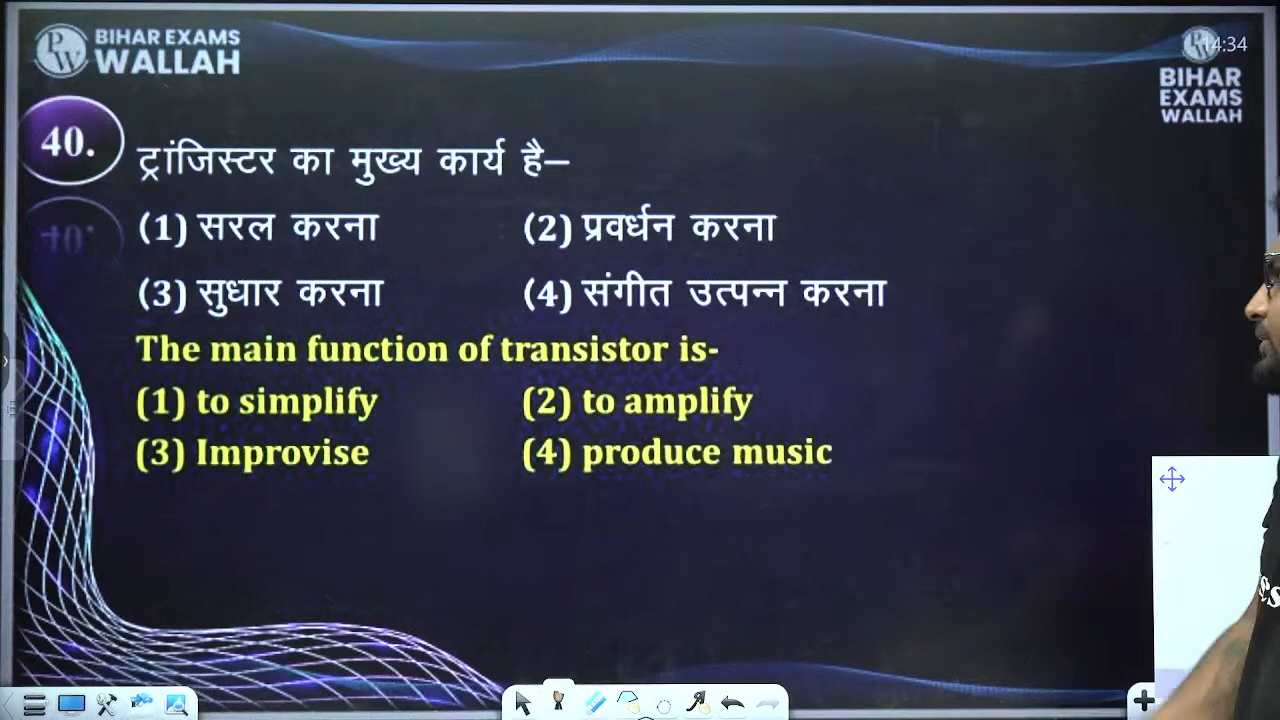 BIHAR EXAMS
WALLAH
14:34
BIHAR
EXAMS
WALLAH
40.
ट्रांजिस्टर का मुख्य कार्य है–
(1) सरल करना (2) प्रवर्धन करना
(3) सुधार करना (4) संगीत उत्पन्न करना
The main function of transistor is-
(1) to simplify (2) to amplify
(3) Improvise (4) produce music